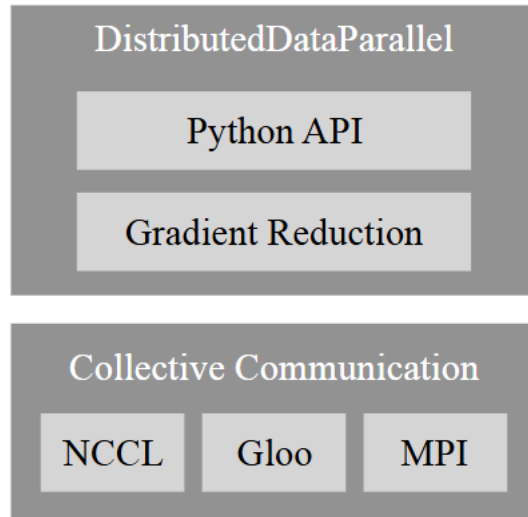 DistributedDataParallel
Python API
Gradient Reduction
Collective Communication
NCCL Gloo MPI